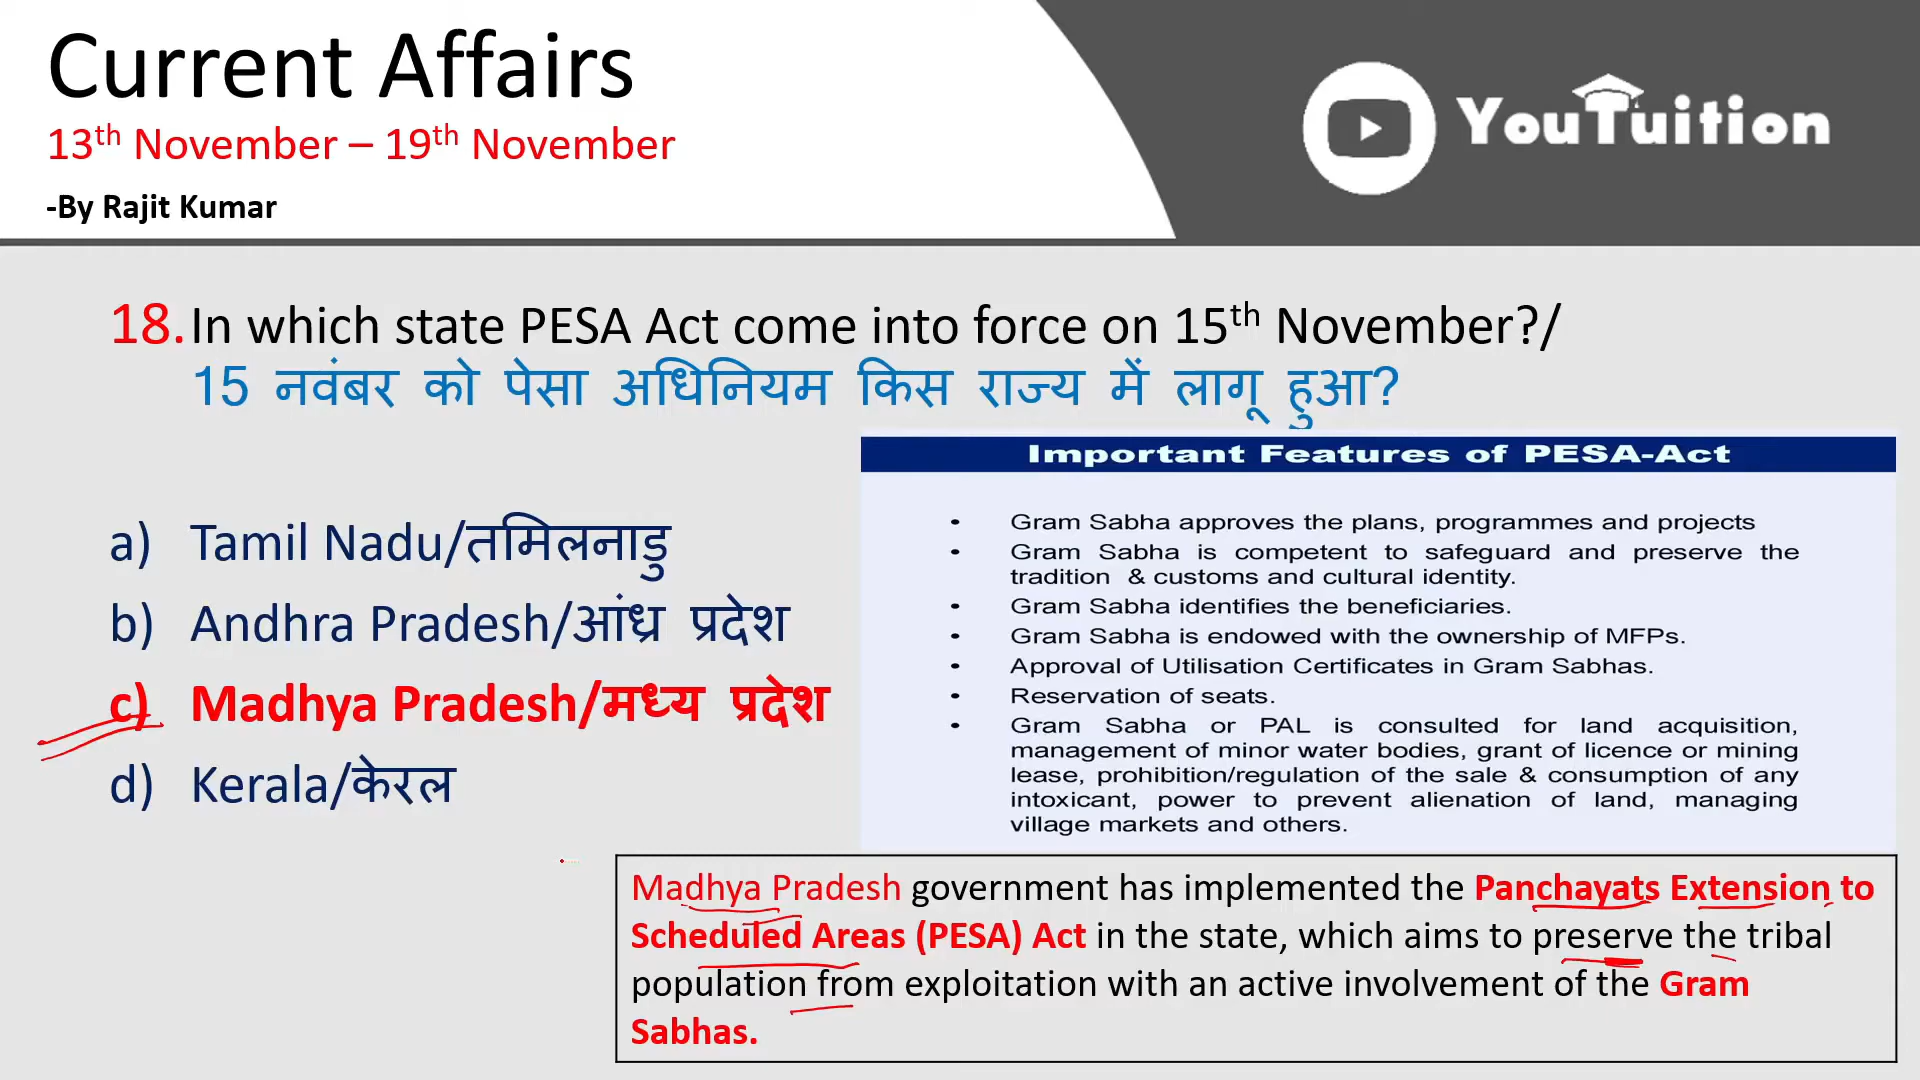 Current Affairs
13th November – 19th November
-By Rajit Kumar
YouTuition
18. In which state PESA Act come into force on 15th November?/
15 नवंबर को पेसा अधिनियम किस राज्य में लागू हुआ?
a) Tamil Nadu/तमिलनाडु
b) Andhra Pradesh/आंध्र प्रदेश
c) Madhya Pradesh/मध्य प्रदेश
d) Kerala/केरल
Important Features of PESA-Act
• Gram Sabha approves the plans, programmes and projects
• Gram Sabha is competent to safeguard and preserve the
tradition & customs and cultural identity.
• Gram Sabha identifies the beneficiaries.
• Gram Sabha is endowed with the ownership of MFPs.
• Approval of Utilisation Certificates in Gram Sabhas.
• Reservation of seats.
• Gram Sabha or PAL is consulted for land acquisition,
management of minor water bodies, grant of licence or mining
lease, prohibition/regulation of the sale & consumption of any
intoxicant, power to prevent alienation of land, managing
village markets and others.
Madhya Pradesh government has implemented the Panchayats Extension to
Scheduled Areas (PESA) Act in the state, which aims to preserve the tribal
population from exploitation with an active involvement of the Gram
Sabhas.